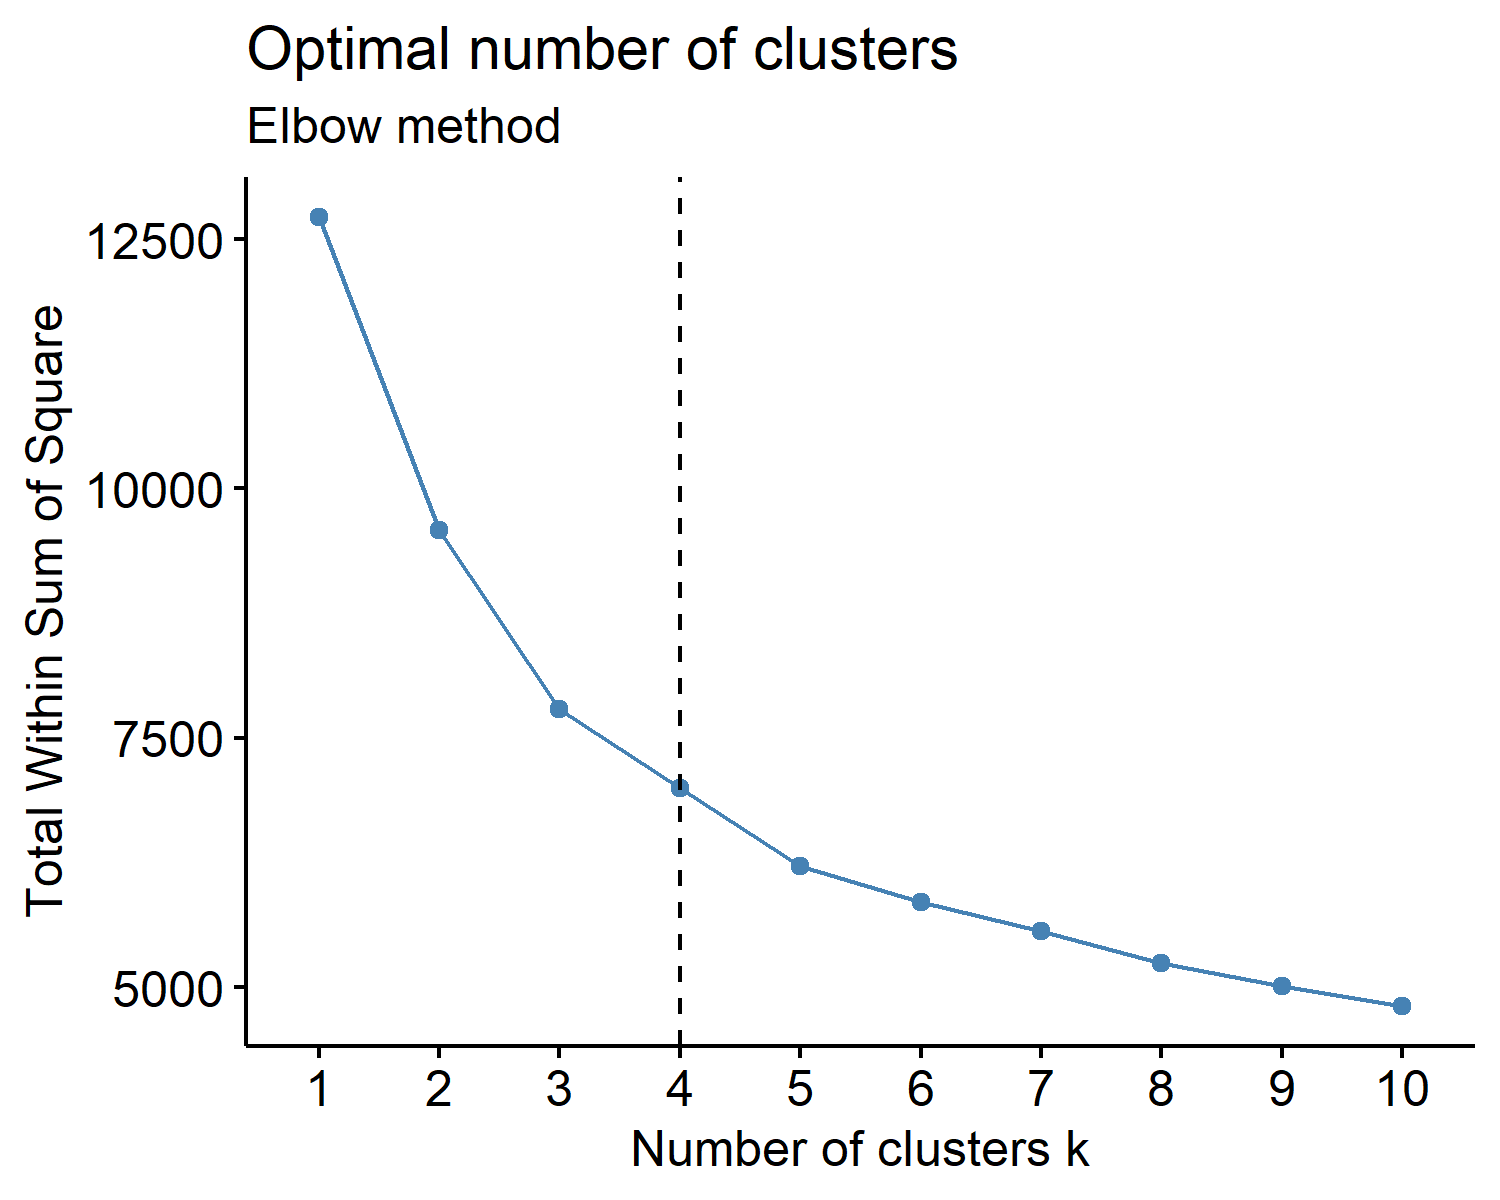 Optimal number of clusters
Elbow method
Total Within Sum of Square
12500
10000
7500
5000
1 2 3 4 5 6 7 8 9 10
Number of clusters k